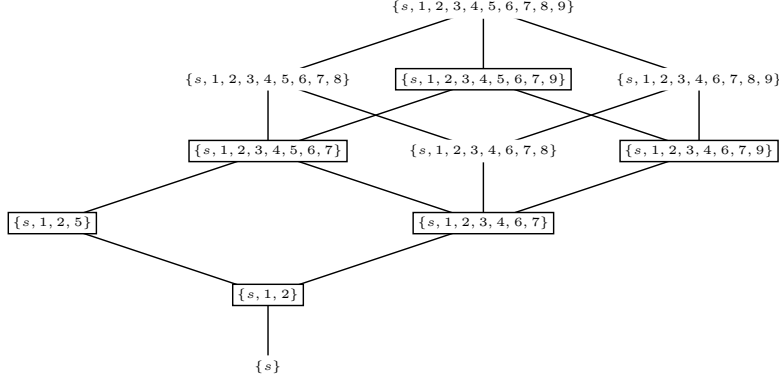 {s, 1, 2, 3, 4, 5, 6, 7, 8, 9}
{s, 1, 2, 3, 4, 5, 6, 7, 8} {s, 1, 2, 3, 4, 5, 6, 7, 9} {s, 1, 2, 3, 4, 6, 7, 8, 9}
{s, 1, 2, 3, 4, 5, 6, 7} {s, 1, 2, 3, 4, 6, 7, 8} {s, 1, 2, 3, 4, 6, 7, 9}
{s, 1, 2, 5} {s, 1, 2, 3, 4, 6, 7}
{s, 1, 2}
{s}